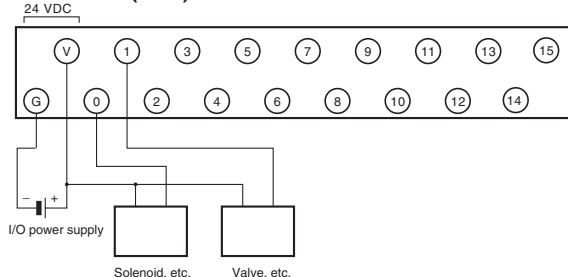 24 VDC
V 1 3 5 7 9 11 13 15
G 0 2 4 6 8 10 12 14
− +
I/O power supply
Solenoid, etc. Valve, etc.